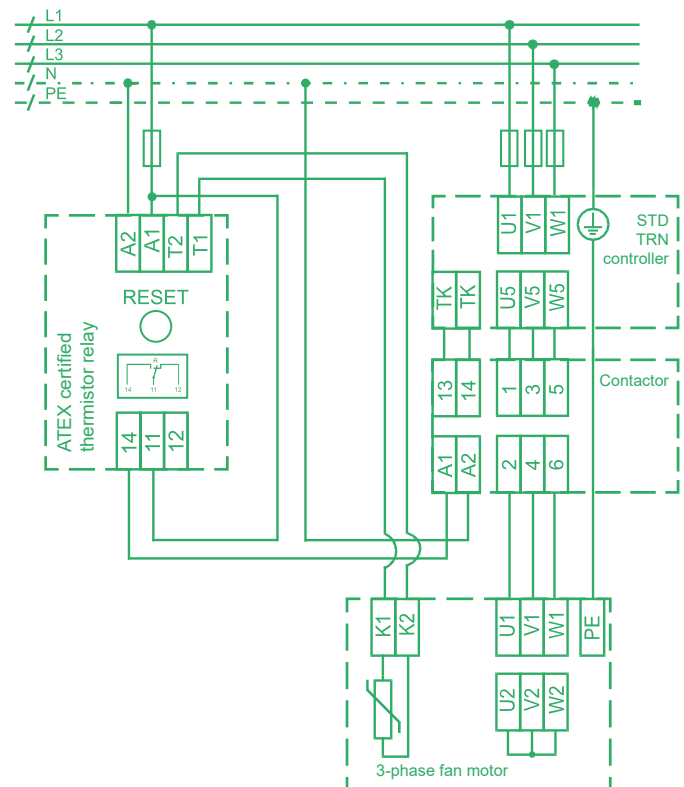 L1
L2
L3
N
PE
A2
A1
T2
T1
RESET
R
14
11
12
14
11
12
ATEX certified
thermistor relay
U1
V1
W1
STD
TRN
controller
TK
TK
U5
V5
W5
13
14
1
3
5
Contactor
A1
A2
2
4
6
K1
K2
U1
V1
W1
PE
U2
V2
W2
3-phase fan motor